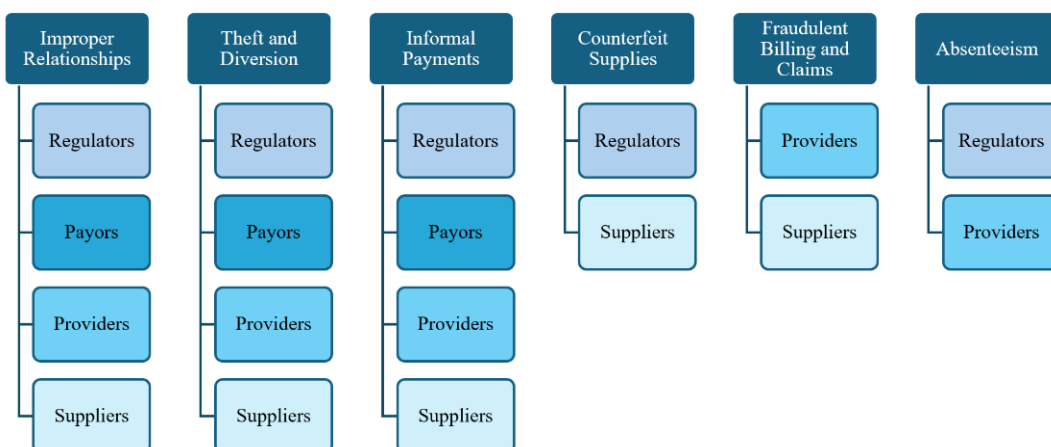 Improper
Relationships
Regulators
Payors
Providers
Suppliers
Theft and
Diversion
Regulators
Payors
Providers
Suppliers
Informal
Payments
Regulators
Payors
Providers
Suppliers
Counterfeit
Supplies
Regulators
Suppliers
Fraudulent
Billing and
Claims
Providers
Suppliers
Absenteeism
Regulators
Providers